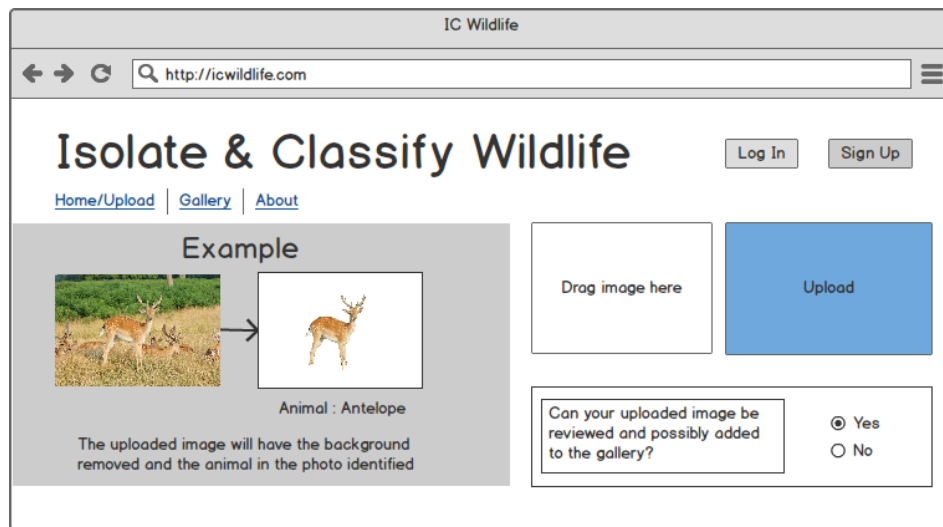 IC Wildlife
http://icwildlife.com
Isolate & Classify Wildlife
Log In
Sign Up
Home/Upload
Gallery
About
Example
Animal : Antelope
The uploaded image will have the background
removed and the animal in the photo identified
Drag image here
Upload
Can your uploaded image be
reviewed and possibly added
to the gallery?
Yes
No